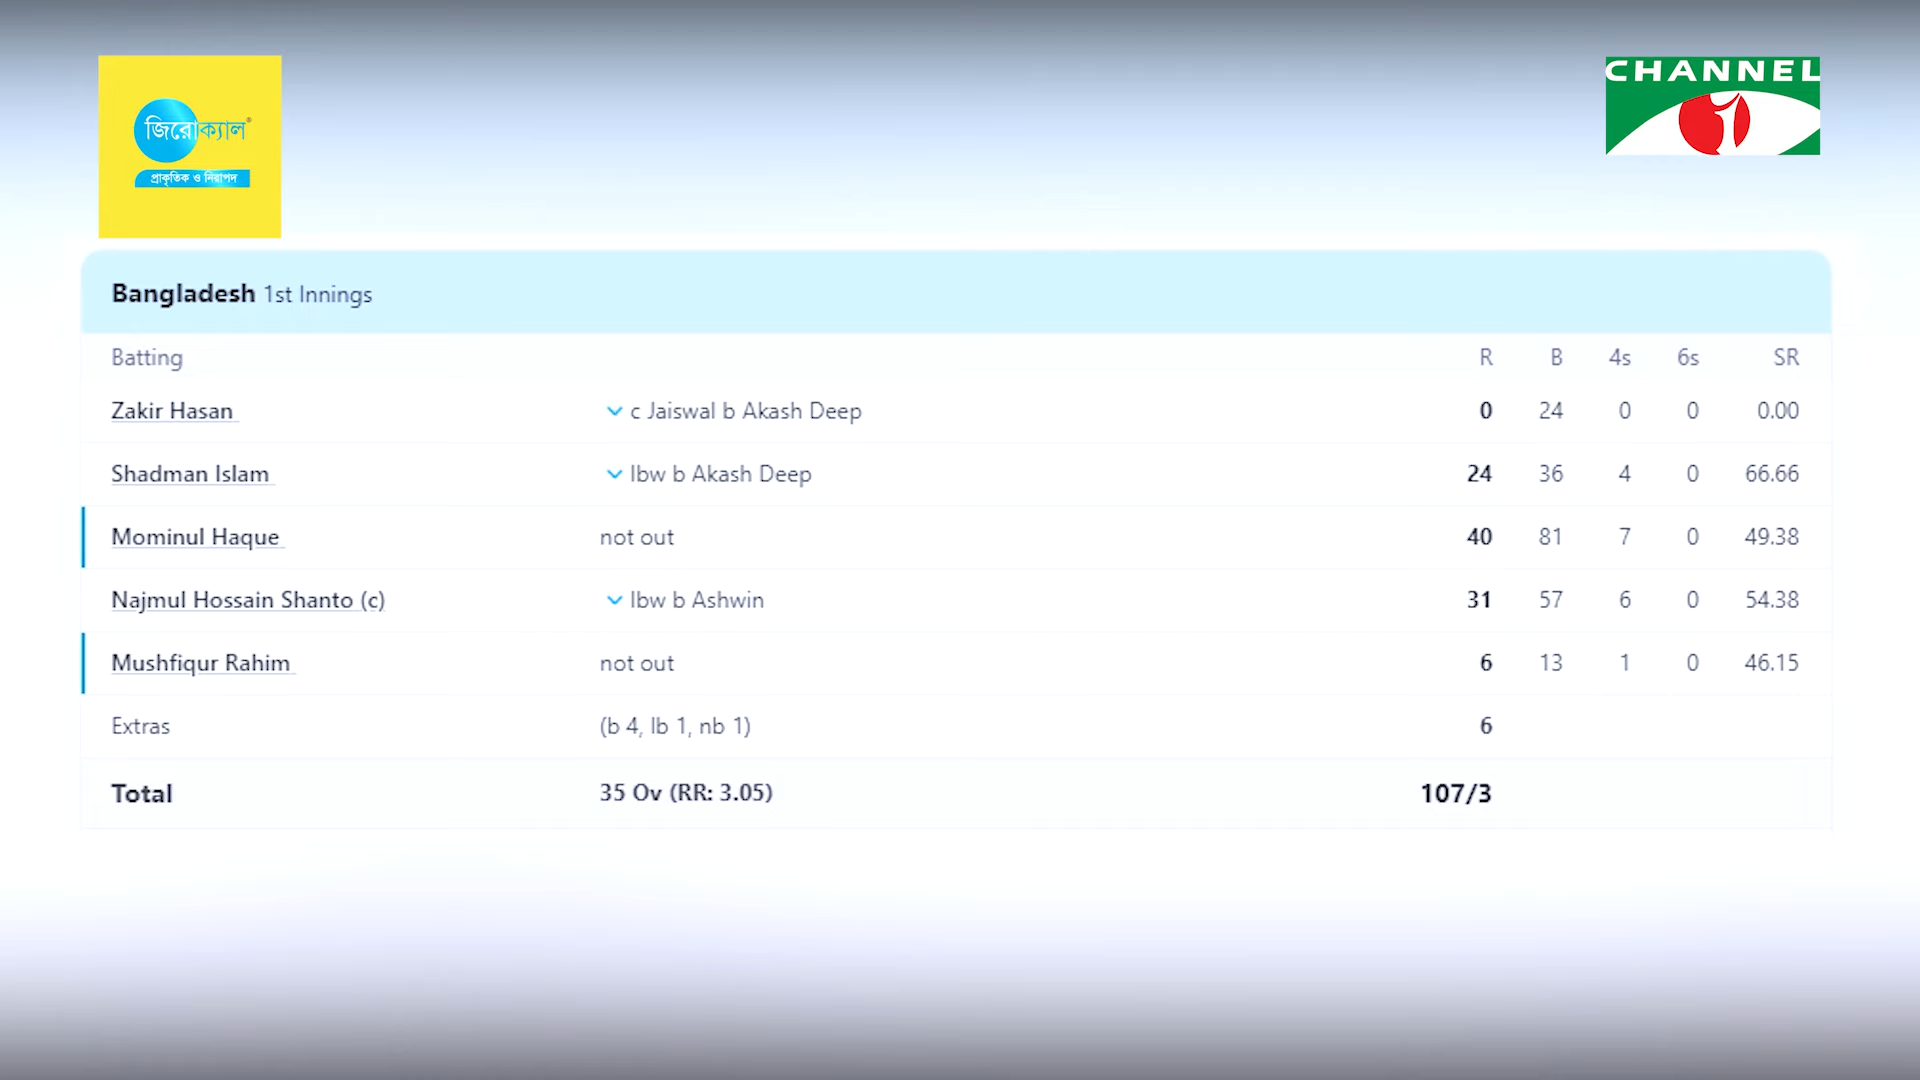 জিরোক্যাল
প্রাকৃতিক ও নিরাপদ
CHANNEL
i
Bangladesh 1st Innings
Batting R B 4s 6s SR
Zakir Hasan c Jaiswal b Akash Deep 0 24 0 0 0.00
Shadman Islam lbw b Akash Deep 24 36 4 0 66.66
Mominul Haque not out 40 81 7 0 49.38
Najmul Hossain Shanto (c) lbw b Ashwin 31 57 6 0 54.38
Mushfiqur Rahim not out 6 13 1 0 46.15
Extras (b 4, lb 1, nb 1) 6
Total 35 Ov (RR: 3.05) 107/3